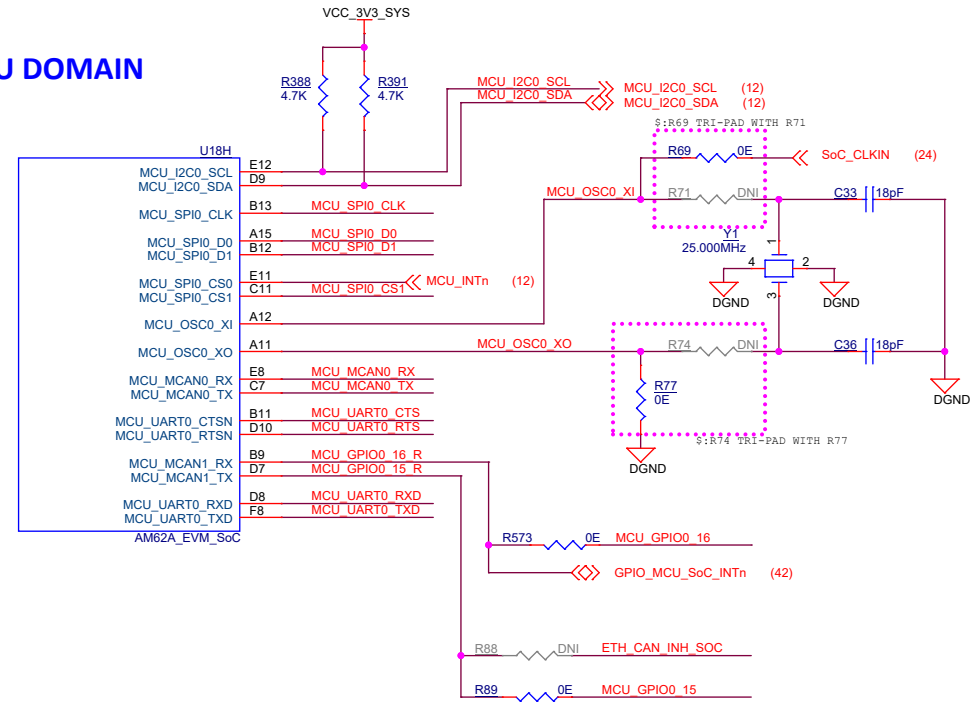 VCC_3V3_SYS
U DOMAIN
R388
4.7K
R391
4.7K
MCU_I2C0_SCL
MCU_I2C0_SCL (12)
MCU_I2C0_SDA
MCU_I2C0_SDA (12)
$:R69 TRI-PAD WITH R71
U18H
R69
0E
SoC_CLKIN (24)
MCU_I2C0_SCL
E12
MCU_I2C0_SDA
D9
MCU_OSC0_XI
R71
DNI
C33
18pF
MCU_SPI0_CLK
B13
MCU_SPI0_CLK
Y1
25.000MHz
MCU_SPI0_D0
A15
MCU_SPI0_D0
MCU_SPI0_D1
B12
MCU_SPI0_D1
1
4
2
3
MCU_SPI0_CS0
E11
MCU_INTn (12)
MCU_SPI0_CS1
C11
MCU_SPI0_CS1
DGND
DGND
MCU_OSC0_XI
A12
MCU_OSC0_XO
A11
MCU_OSC0_XO
R74
DNI
C36
18pF
MCU_MCAN0_RX
E8
MCU_MCAN0_RX
MCU_MCAN0_TX
C7
MCU_MCAN0_TX
R77
0E
DGND
MCU_UART0_CTSN
B11
MCU_UART0_CTS
MCU_UART0_RTSN
D10
MCU_UART0_RTS
$:R74 TRI-PAD WITH R77
MCU_MCAN1_RX
B9
MCU_GPIO0_16_R
MCU_MCAN1_TX
D7
MCU_GPIO0_15_R
DGND
MCU_UART0_RXD
D8
MCU_UART0_RXD
MCU_UART0_TXD
F8
MCU_UART0_TXD
AM62A_EVM_SoC
R573
0E
MCU_GPIO0_16
GPIO_MCU_SoC_INTn (42)
R88
DNI
ETH_CAN_INH_SOC
R89
0E
MCU_GPIO0_15